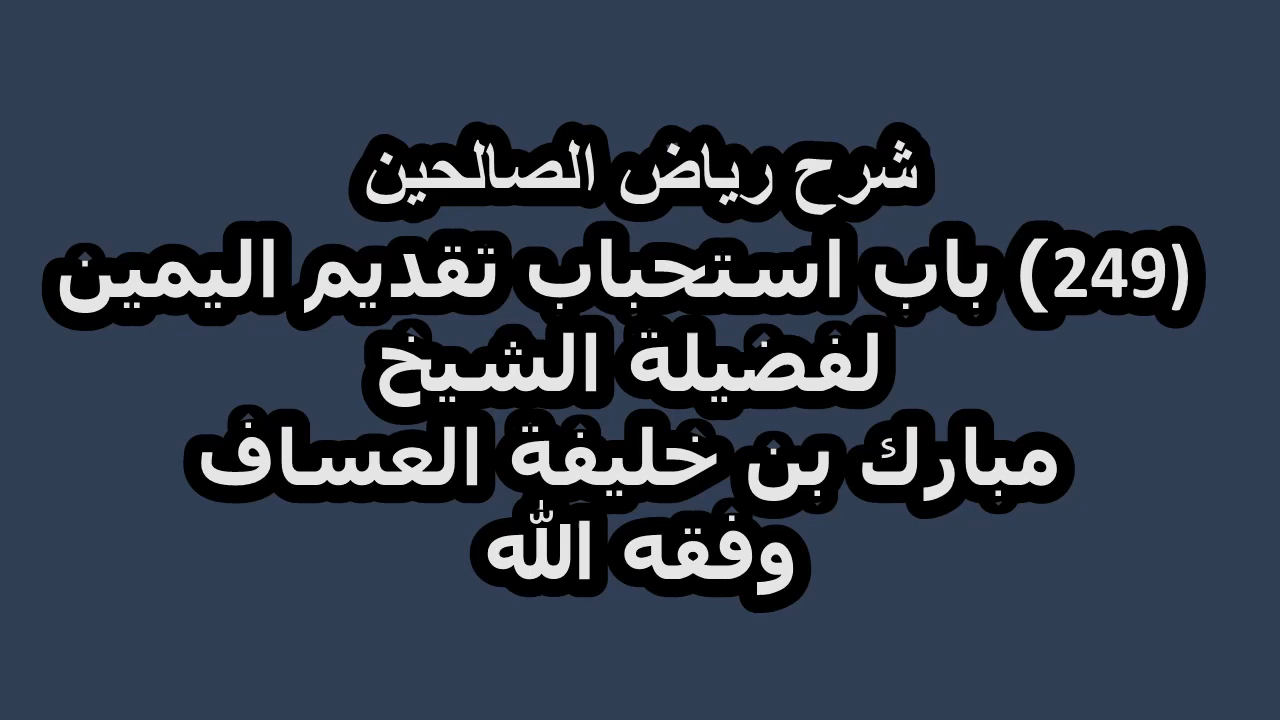 شرح رياض الصالحين
(249) باب استحباب تقديم اليمين
لفضيلة الشيخ
مبارك بن خليفة العساف
وفقه الله